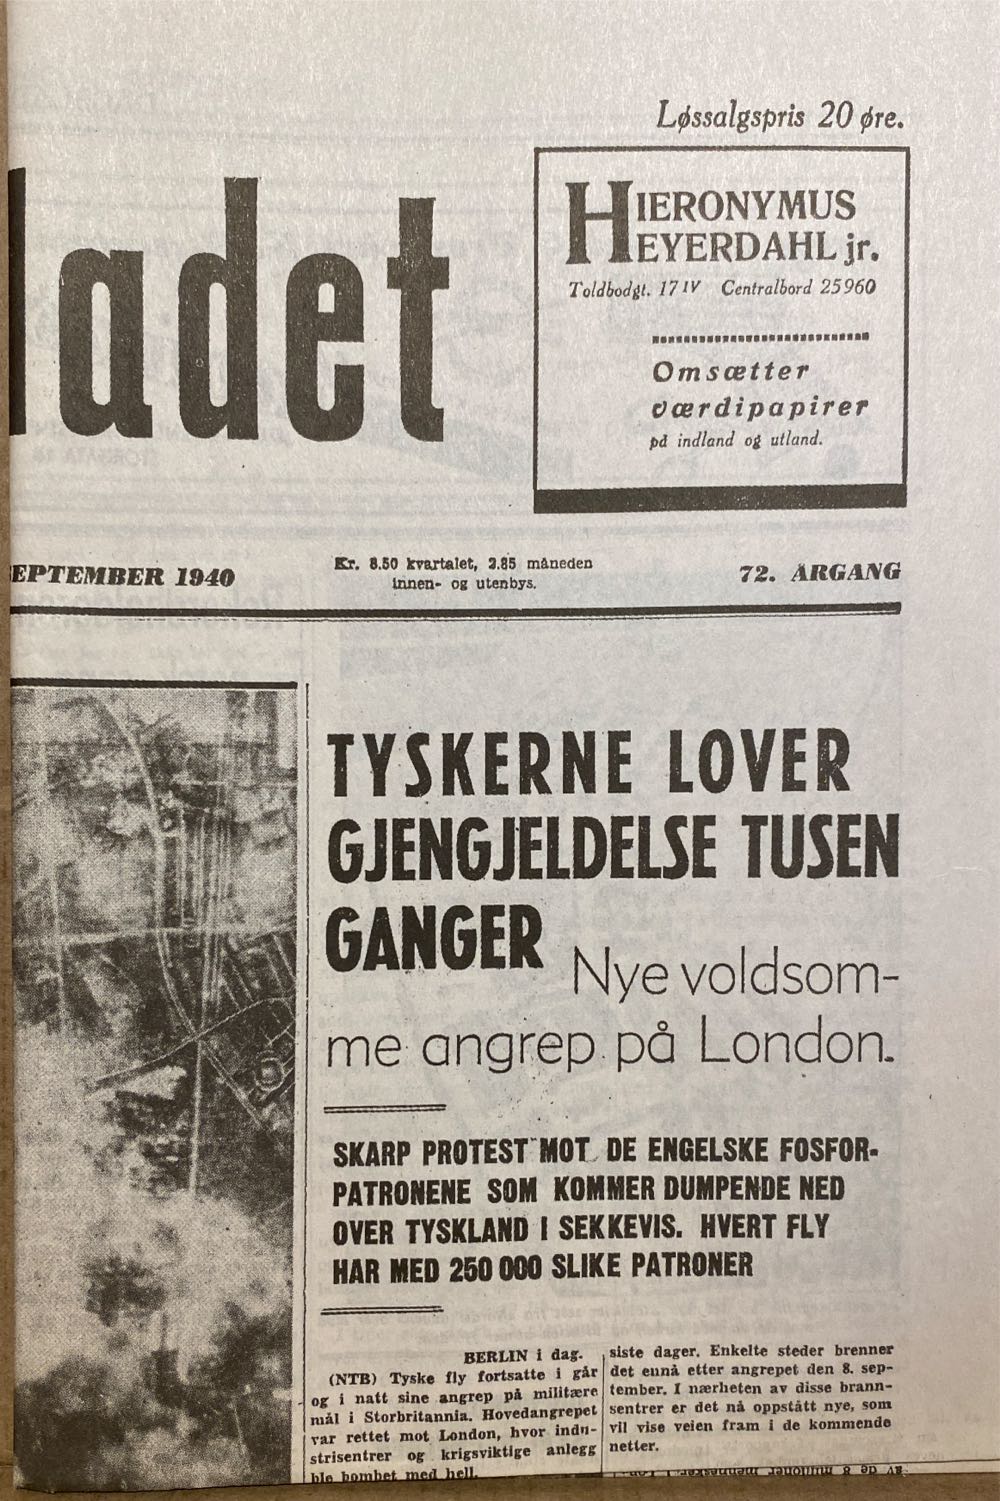 Løssalgspris 20 øre.
ladet
HIERONYMUS
HEYERDAHL jr.
Toldbodgt. 17 IV Centralbord 25960
Omsætter
værdipapirer
på indland og utland.
EPTEMBER 1940
Kr. 8.50 kvartalet, 2.85 måneden
innen- og utenbys.
72. ÅRGANG
TYSKERNE LOVER
GJENGJELDELSE TUSEN
GANGER
Nye voldsom-
me angrep på London.
SKARP PROTEST MOT DE ENGELSKE FOSFOR-
PATRONENE SOM KOMMER DUMPENDE NED
OVER TYSKLAND I SEKKEVIS. HVERT FLY
HAR MED 250 000 SLIKE PATRONER
BERLIN i dag.
(NTB) Tyske fly fortsatte i går
og i natt sine angrep på militære
mål i Storbritannia. Hovedangrepet
var rettet mot London, hvor indu-
strisentrer og krigsviktige anlegg
ble bombet med hell.
siste dager. Enkelte steder brenner
det ennå etter angrepet den 8. sep-
tember. I nærheten av disse brann-
sentrer er det nå oppstått nye, som
vil vise veien fram i de kommende
netter.
av de 8 millioner mennesker i